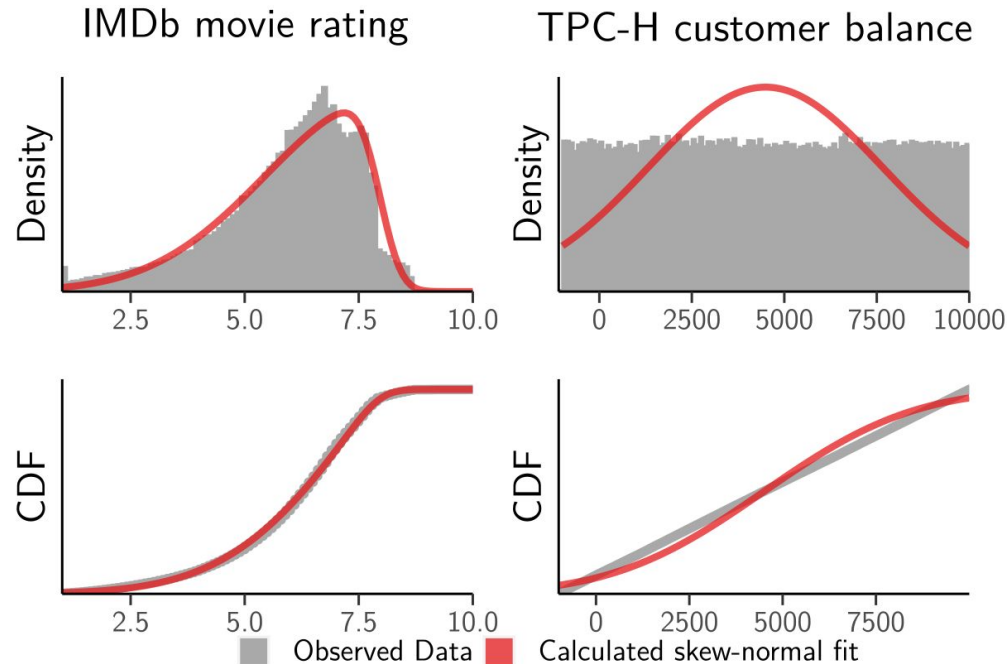 IMDb movie rating
TPC-H customer balance
Density
2.5 5.0 7.5 10.0
Density
0 2500 5000 7500 10000
CDF
2.5 5.0 7.5 10.0
CDF
0 2500 5000 7500
Observed Data Calculated skew-normal fit